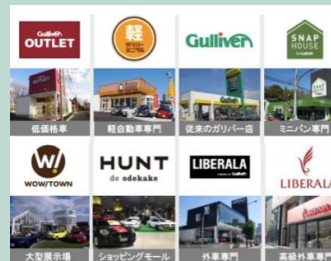 Gulliver
OUTLET
軽
Gulliver
SNAP
HOUSE
低価格車
軽自動車専門
従来のガリバー店
ミニバン専門
W!
WOW!TOWN
HUNT
de odekake
LIBERALA
LIBERALA
大型展示場
ショッピングモール
外車専門
高級外車専門